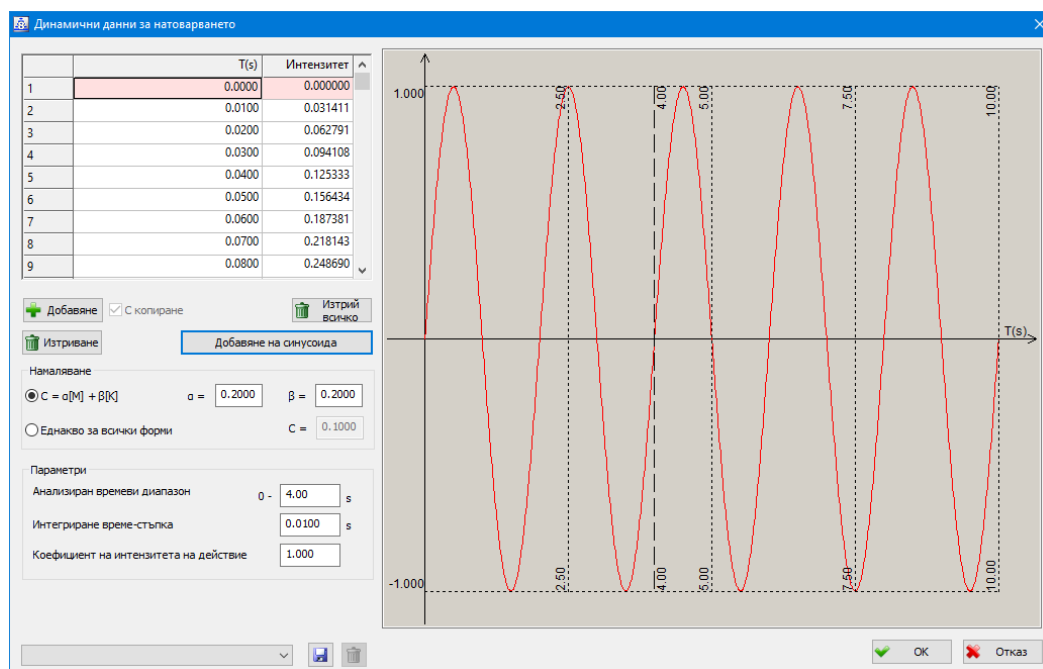 Динамични данни за натоварването
T(s) Интензитет
1 0.0000 0.000000
2 0.0100 0.031411
3 0.0200 0.062791
4 0.0300 0.094108
5 0.0400 0.125333
6 0.0500 0.156434
7 0.0600 0.187381
8 0.0700 0.218143
9 0.0800 0.248690
Добавяне С копиране Изтрий всичко
Изтриване Добавяне на синусоида
Намаляване
C = α[M] + β[K] α = 0.2000 β = 0.2000
Еднакво за всички форми C = 0.1000
Параметри
Анализиран времеви диапазон 0 - 4.00 s
Интегриране време-стъпка 0.0100 s
Коефициент на интензитета на действие 1.000
1.000 2.50 4.00 5.00 7.50 10.00
T(s)
-1.000 2.50 4.00 5.00 7.50 10.00
OK Отказ